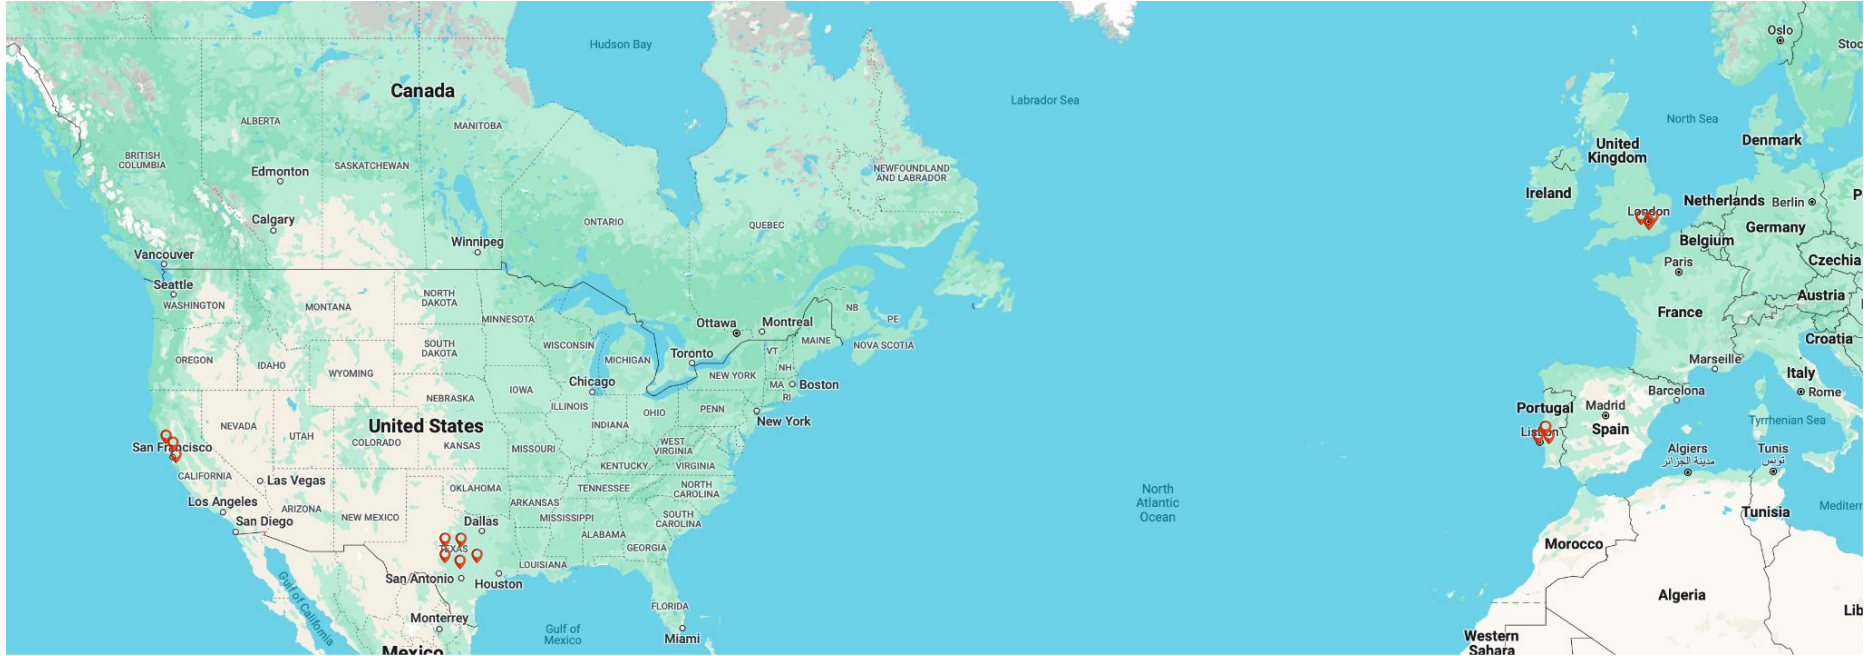 Hudson Bay
Oslo
Stoc
Canada
Labrador Sea
North Sea
ALBERTA
MANITOBA
United
Kingdom
Denmark
BRITISH
COLUMBIA
SASKATCHEWAN
Edmonton
NEWFOUNDLAND
AND LABRADOR
Ireland
Netherlands
Berlin
P
Calgary
ONTARIO
QUEBEC
London
Germany
Winnipeg
Belgium
Vancouver
Paris
Czechia
Seattle
WASHINGTON
MONTANA
NORTH
DAKOTA
MINNESOTA
NB
PE
Austria
France
Ottawa
Montreal
MAINE
NOVA SCOTIA
Croatia
OREGON
IDAHO
WYOMING
SOUTH
DAKOTA
WISCONSIN
MICHIGAN
Toronto
VT
NH
NEW YORK
MA
Boston
RI
Marseille
Italy
Rome
IOWA
Chicago
NEBRASKA
ILLINOIS
INDIANA
OHIO
PENN
New York
Barcelona
Portugal
Madrid
Spain
Tyrrhenian Sea
NEVADA
UTAH
United States
COLORADO
KANSAS
MISSOURI
WEST
VIRGINIA
Lisbon
San Francisco
CALIFORNIA
Las Vegas
KENTUCKY
VIRGINIA
Algiers
مدينة الجزائر
Tunis
تونس
Los Angeles
ARIZONA
NEW MEXICO
OKLAHOMA
ARKANSAS
TENNESSEE
NORTH
CAROLINA
North
Atlantic
Ocean
San Diego
Dallas
MISSISSIPPI
ALABAMA
SOUTH
CAROLINA
GEORGIA
Tunisia
Mediterr
TEXAS
LOUISIANA
Morocco
San Antonio
Houston
Gulf of California
Monterrey
Gulf of
Mexico
FLORIDA
Miami
Algeria
Lib
Western
Sahara
Mexico